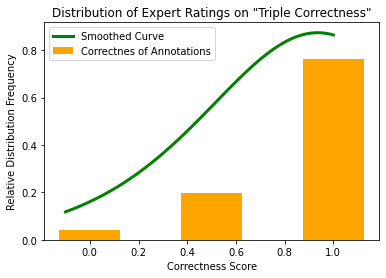 Distribution of Expert Ratings on "Triple Correctness"
Smoothed Curve
Correctnes of Annotations
Relative Distribution Frequency
0.8
0.6
0.4
0.2
0.0
0.0 0.2 0.4 0.6 0.8 1.0
Correctness Score